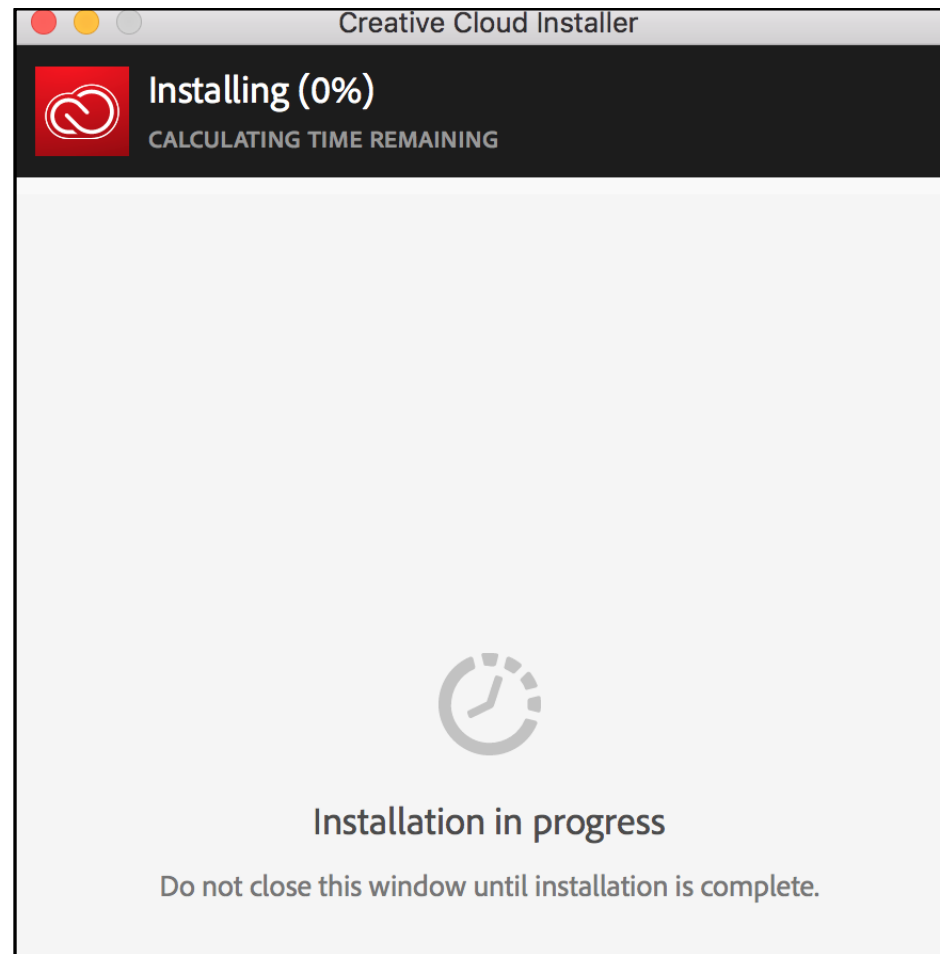 Creative Cloud Installer
Installing (0%)
CALCULATING TIME REMAINING
Installation in progress
Do not close this window until installation is complete.